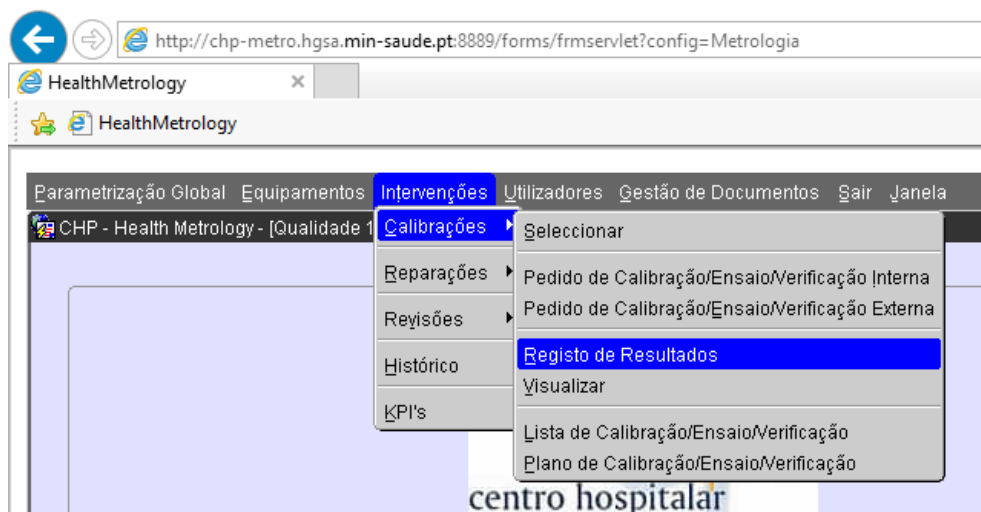 http://chp-metro.hgsa.min-saude.pt:8889/forms/frmservlet?config=Metrologia
HealthMetrology ×
HealthMetrology
Parametrização Global Equipamentos Intervenções Utilizadores Gestão de Documentos Sair Janela
CHP - Health Metrology - [Qualidade 1
Calibrações
Reparações
Revisões
Histórico
KPI's
Seleccionar
Pedido de Calibração/Ensaio/Verificação Interna
Pedido de Calibração/Ensaio/Verificação Externa
Registo de Resultados
Visualizar
Lista de Calibração/Ensaio/Verificação
Plano de Calibração/Ensaio/Verificação
centro hospitalar